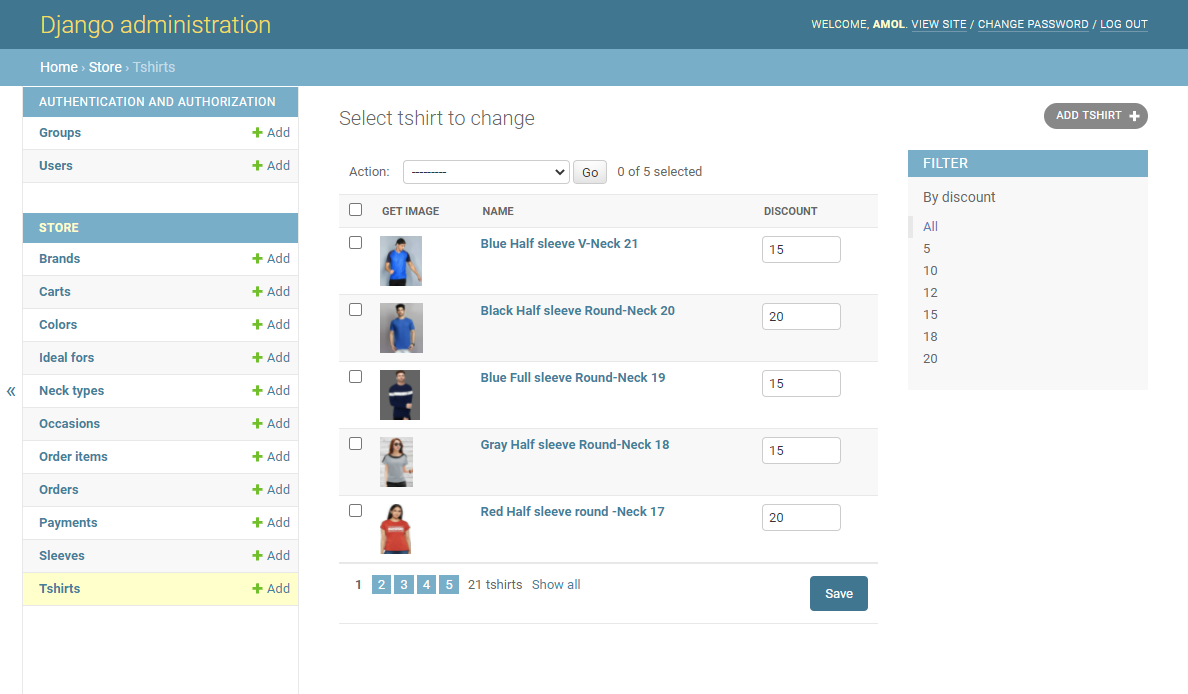 Django administration
WELCOME, AMOL. VIEW SITE / CHANGE PASSWORD / LOG OUT
Home › Store › Tshirts
AUTHENTICATION AND AUTHORIZATION
Groups + Add
Users + Add
STORE
Brands + Add
Carts + Add
Colors + Add
Ideal fors + Add
Neck types + Add
Occasions + Add
Order items + Add
Orders + Add
Payments + Add
Sleeves + Add
Tshirts + Add
«
Select tshirt to change
ADD TSHIRT +
Action: --------- Go 0 of 5 selected
GET IMAGE NAME DISCOUNT
Blue Half sleeve V-Neck 21 15
Black Half sleeve Round-Neck 20 20
Blue Full sleeve Round-Neck 19 15
Gray Half sleeve Round-Neck 18 15
Red Half sleeve round -Neck 17 20
1 2 3 4 5 21 tshirts Show all
Save
FILTER
By discount
All
5
10
12
15
18
20